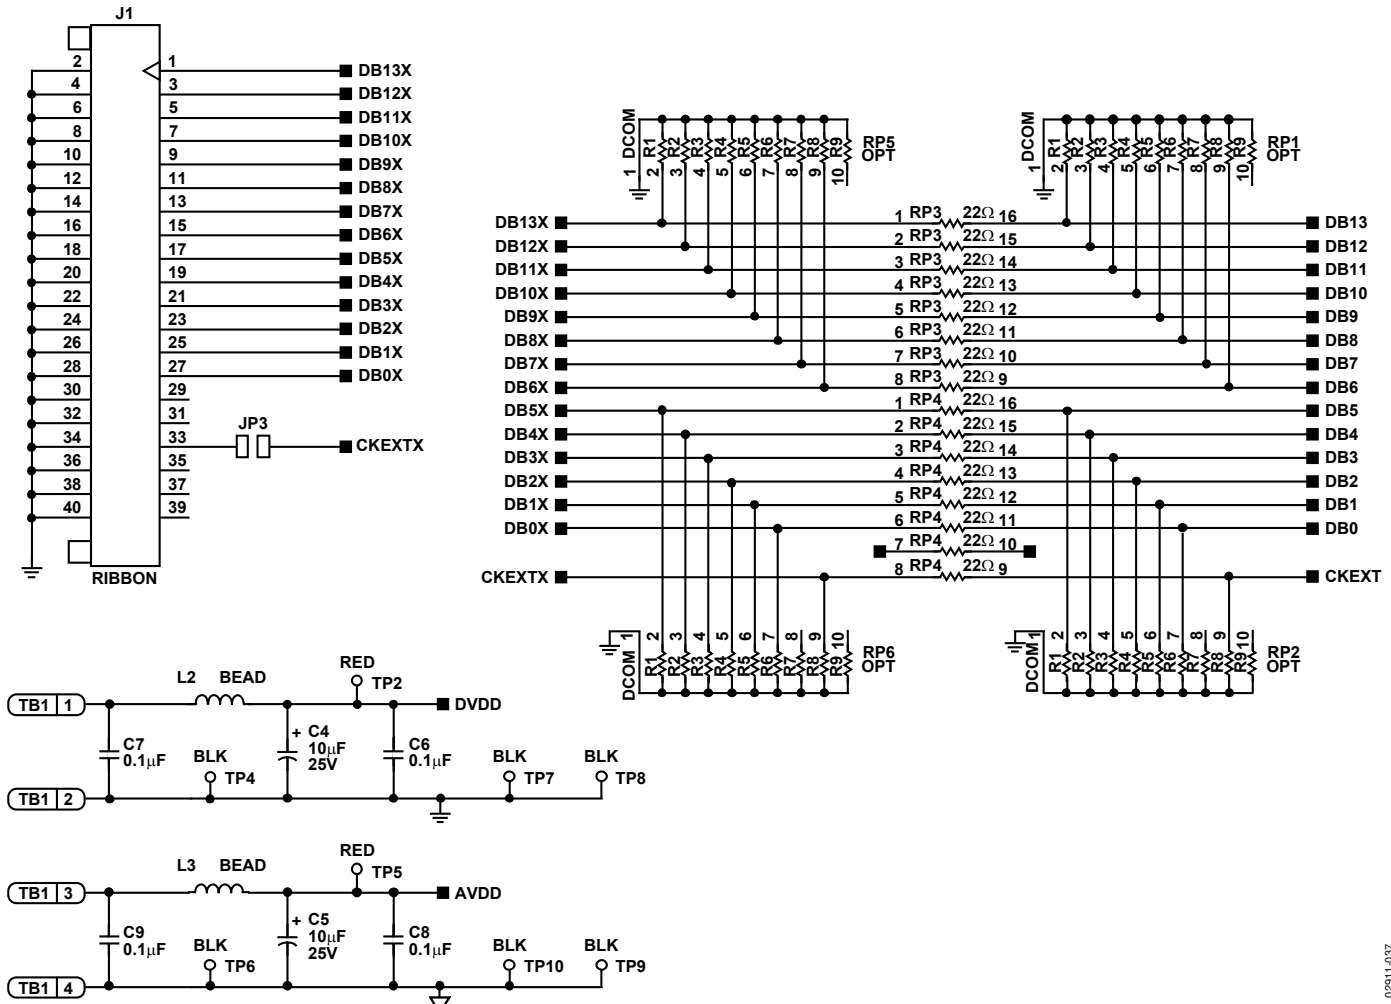 J1
2 1 DB13X
4 3 DB12X
6 5 DB11X
8 7 DB10X
10 9 DB9X
12 11 DB8X
14 13 DB7X
16 15 DB6X
18 17 DB5X
20 19 DB4X
22 21 DB3X
24 23 DB2X
26 25 DB1X
28 27 DB0X
30 29
32 31
34 33 JP3 CKEXTX
36 35
38 37
40 39
RIBBON
1 DCOM R1 R2 R3 R4 R5 R6 R7 R8 R9 RP5
OPT
2 3 4 5 6 7 8 9 10
1 DCOM R1 R2 R3 R4 R5 R6 R7 R8 R9 RP1
OPT
2 3 4 5 6 7 8 9 10
DB13X 1 RP3 22Ω 16 DB13
DB12X 2 RP3 22Ω 15 DB12
DB11X 3 RP3 22Ω 14 DB11
DB10X 4 RP3 22Ω 13 DB10
DB9X 5 RP3 22Ω 12 DB9
DB8X 6 RP3 22Ω 11 DB8
DB7X 7 RP3 22Ω 10 DB7
DB6X 8 RP3 22Ω 9 DB6
DB5X 1 RP4 22Ω 16 DB5
DB4X 2 RP4 22Ω 15 DB4
DB3X 3 RP4 22Ω 14 DB3
DB2X 4 RP4 22Ω 13 DB2
DB1X 5 RP4 22Ω 12 DB1
DB0X 6 RP4 22Ω 11 DB0
7 RP4 22Ω 10
CKEXTX 8 RP4 22Ω 9 CKEXT
1 2 3 4 5 6 7 8 9 10
DCOM R1 R2 R3 R4 R5 R6 R7 R8 R9 RP6
OPT
1 2 3 4 5 6 7 8 9 10
DCOM R1 R2 R3 R4 R5 R6 R7 R8 R9 RP2
OPT
RED
L2 BEAD TP2
TB1 1 DVDD
C7
0.1μF
BLK
TP4
+ C4
10μF
25V
C6
0.1μF
BLK
TP7
BLK
TP8
TB1 2
RED
L3 BEAD TP5
TB1 3 AVDD
C9
0.1μF
BLK
TP6
+ C5
10μF
25V
C8
0.1μF
BLK
TP10
BLK
TP9
TB1 4
02911-037